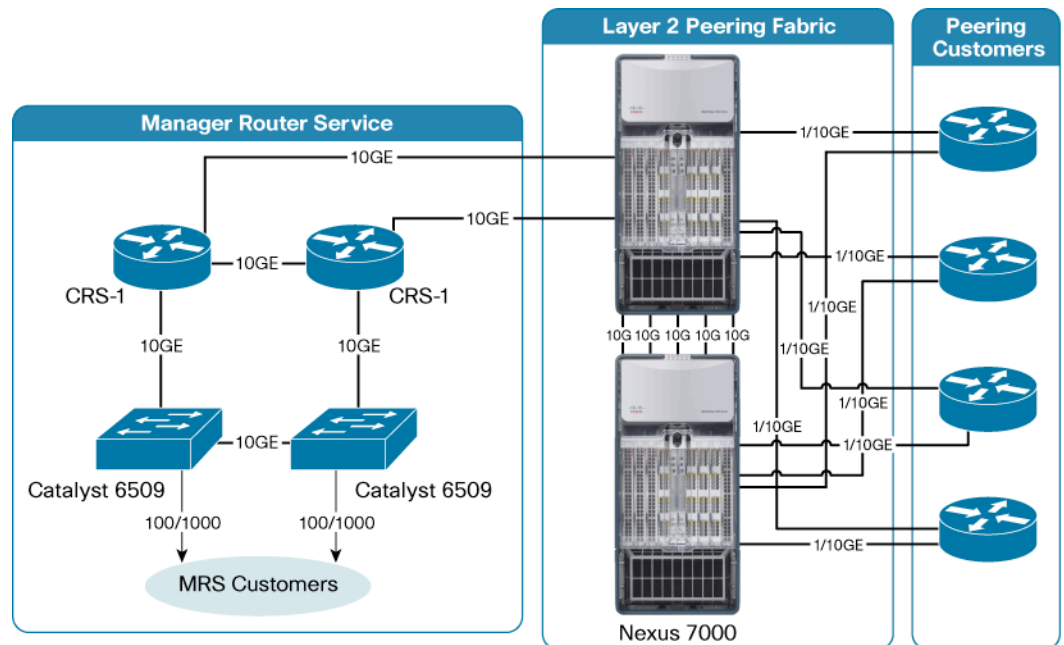 Manager Router Service
10GE
10GE
CRS-1
10GE
CRS-1
10GE
10GE
Catalyst 6509
10GE
Catalyst 6509
100/1000
100/1000
MRS Customers
Layer 2 Peering Fabric
10G
10G
10G
10G
10G
Nexus 7000
1/10GE
1/10GE
1/10GE
1/10GE
1/10GE
1/10GE
1/10GE
1/10GE
Peering
Customers